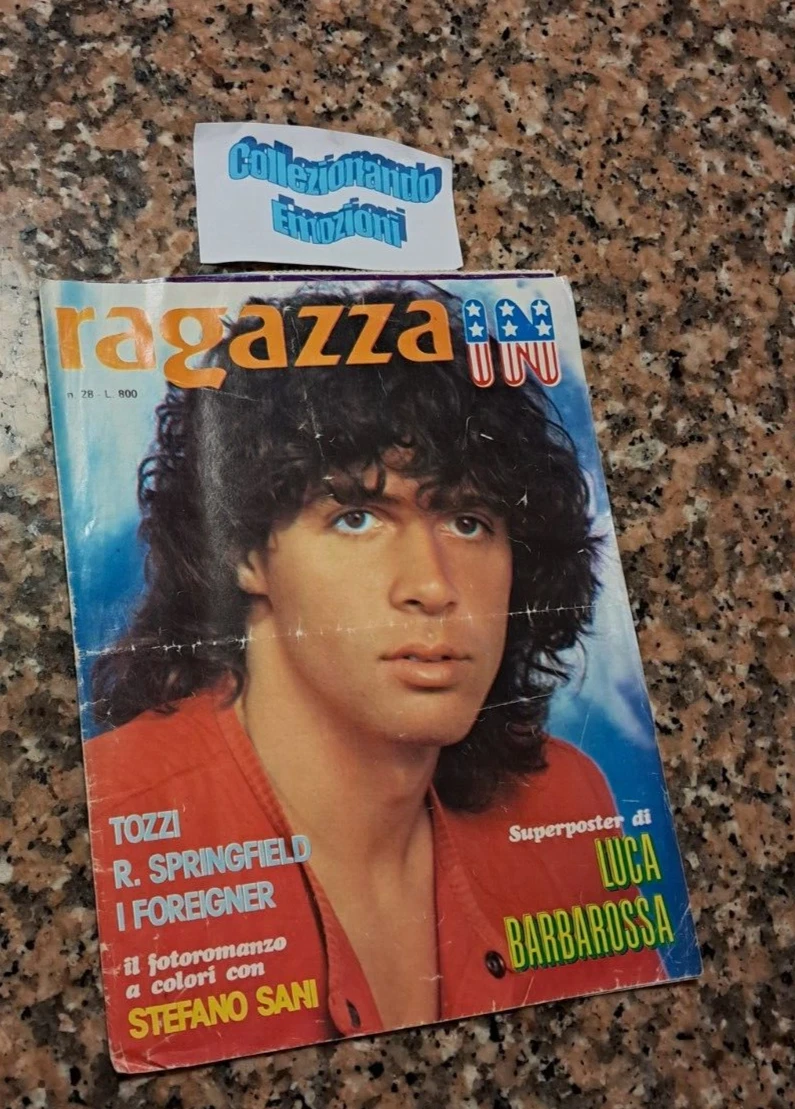 Collezionando
Emozioni
ragazza IN
n. 28 - L. 800
TOZZI
R. SPRINGFIELD
I FOREIGNER
il fotoromanzo
a colori con
STEFANO SANI
Superposter di
LUCA
BARBAROSSA